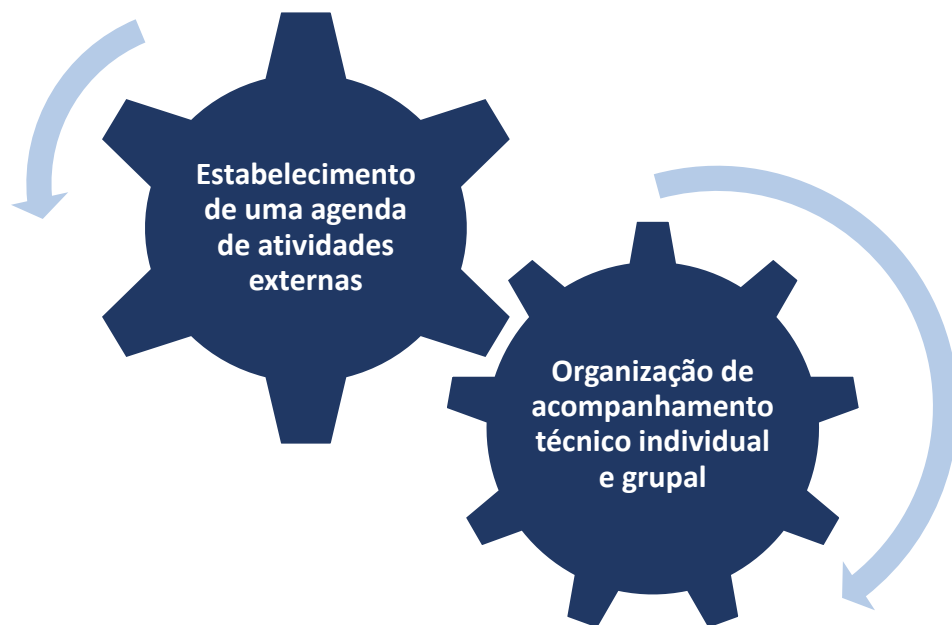 Estabelecimento
de uma agenda
de atividades
externas
Organização de
acompanhamento
técnico individual
e grupal